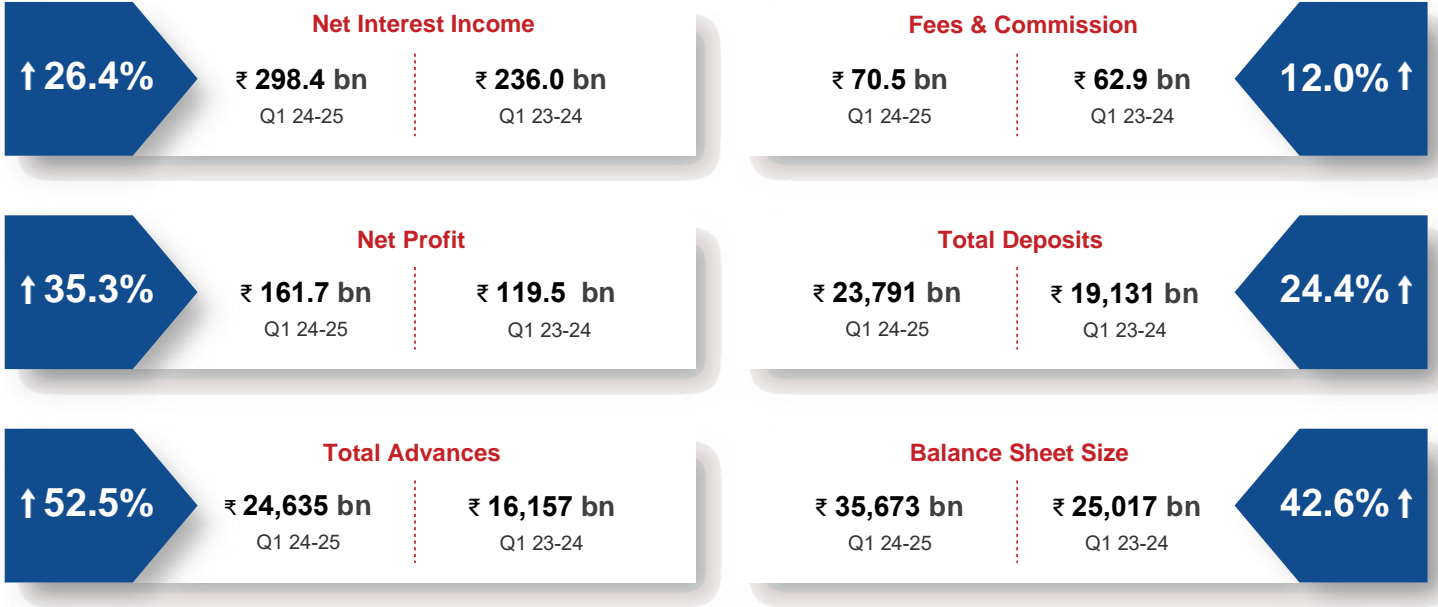 Net Interest Income
↑ 26.4%
₹ 298.4 bn
₹ 236.0 bn
Q1 24-25
Q1 23-24
Fees & Commission
₹ 70.5 bn
₹ 62.9 bn
12.0% ↑
Q1 24-25
Q1 23-24
Net Profit
↑ 35.3%
₹ 161.7 bn
₹ 119.5 bn
Q1 24-25
Q1 23-24
Total Deposits
₹ 23,791 bn
₹ 19,131 bn
24.4% ↑
Q1 24-25
Q1 23-24
Total Advances
↑ 52.5%
₹ 24,635 bn
₹ 16,157 bn
Q1 24-25
Q1 23-24
Balance Sheet Size
₹ 35,673 bn
₹ 25,017 bn
42.6% ↑
Q1 24-25
Q1 23-24